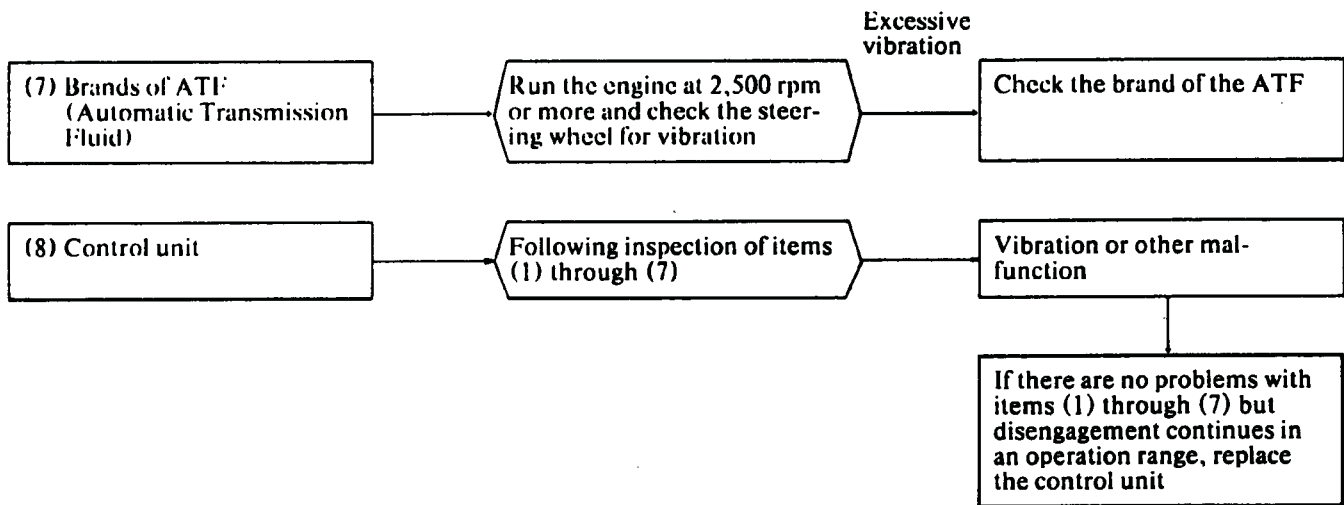 Excessive
vibration
(7) Brands of ATF
(Automatic Transmission
Fluid)
Run the engine at 2,500 rpm
or more and check the steer-
ing wheel for vibration
Check the brand of the ATF
(8) Control unit
Following inspection of items
(1) through (7)
Vibration or other mal-
function
If there are no problems with
items (1) through (7) but
disengagement continues in
an operation range, replace
the control unit